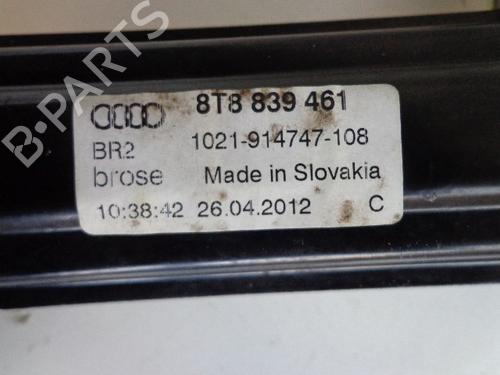 8T8 839 461
BR2 1021-914747-108
brose Made in Slovakia
10:38:42 26.04.2012 C
B-PARTS